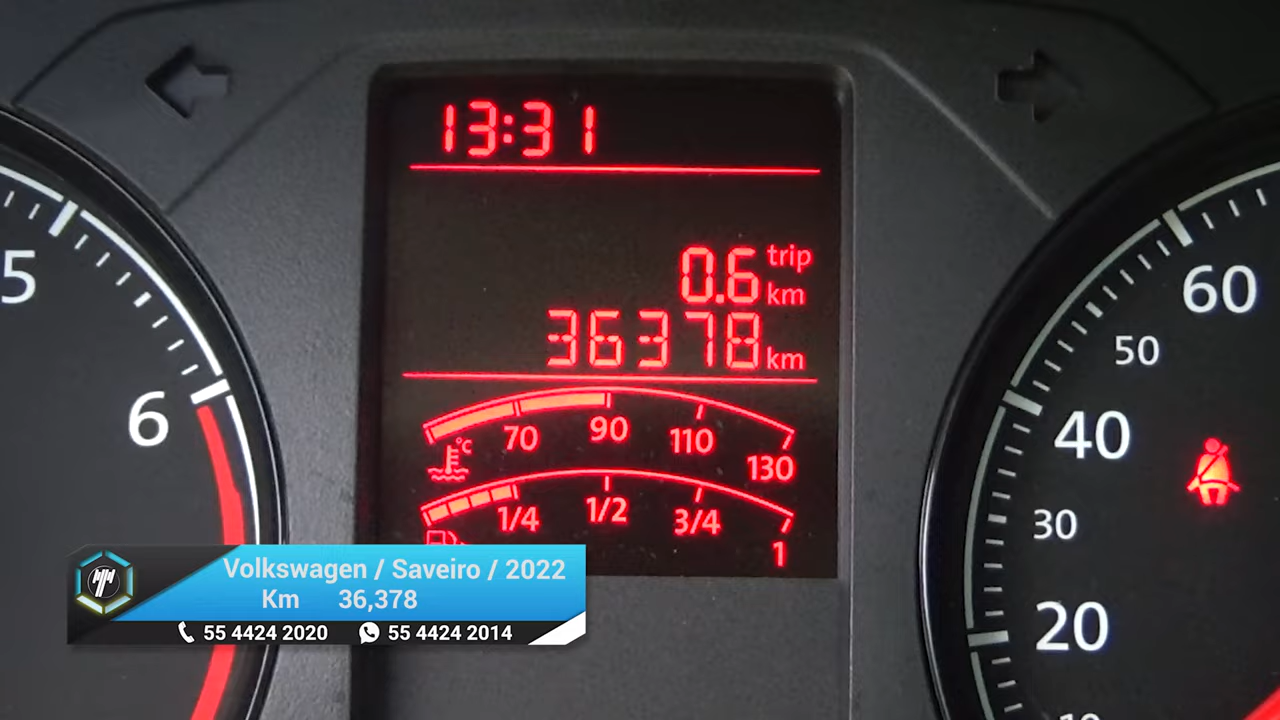 13:31
0.6 trip km
36378 km
70 90 110 130
°C
1/4 1/2 3/4 1
5
6
60
50
40
30
20
Volkswagen / Saveiro / 2022
Km 36,378
55 4424 2020 55 4424 2014